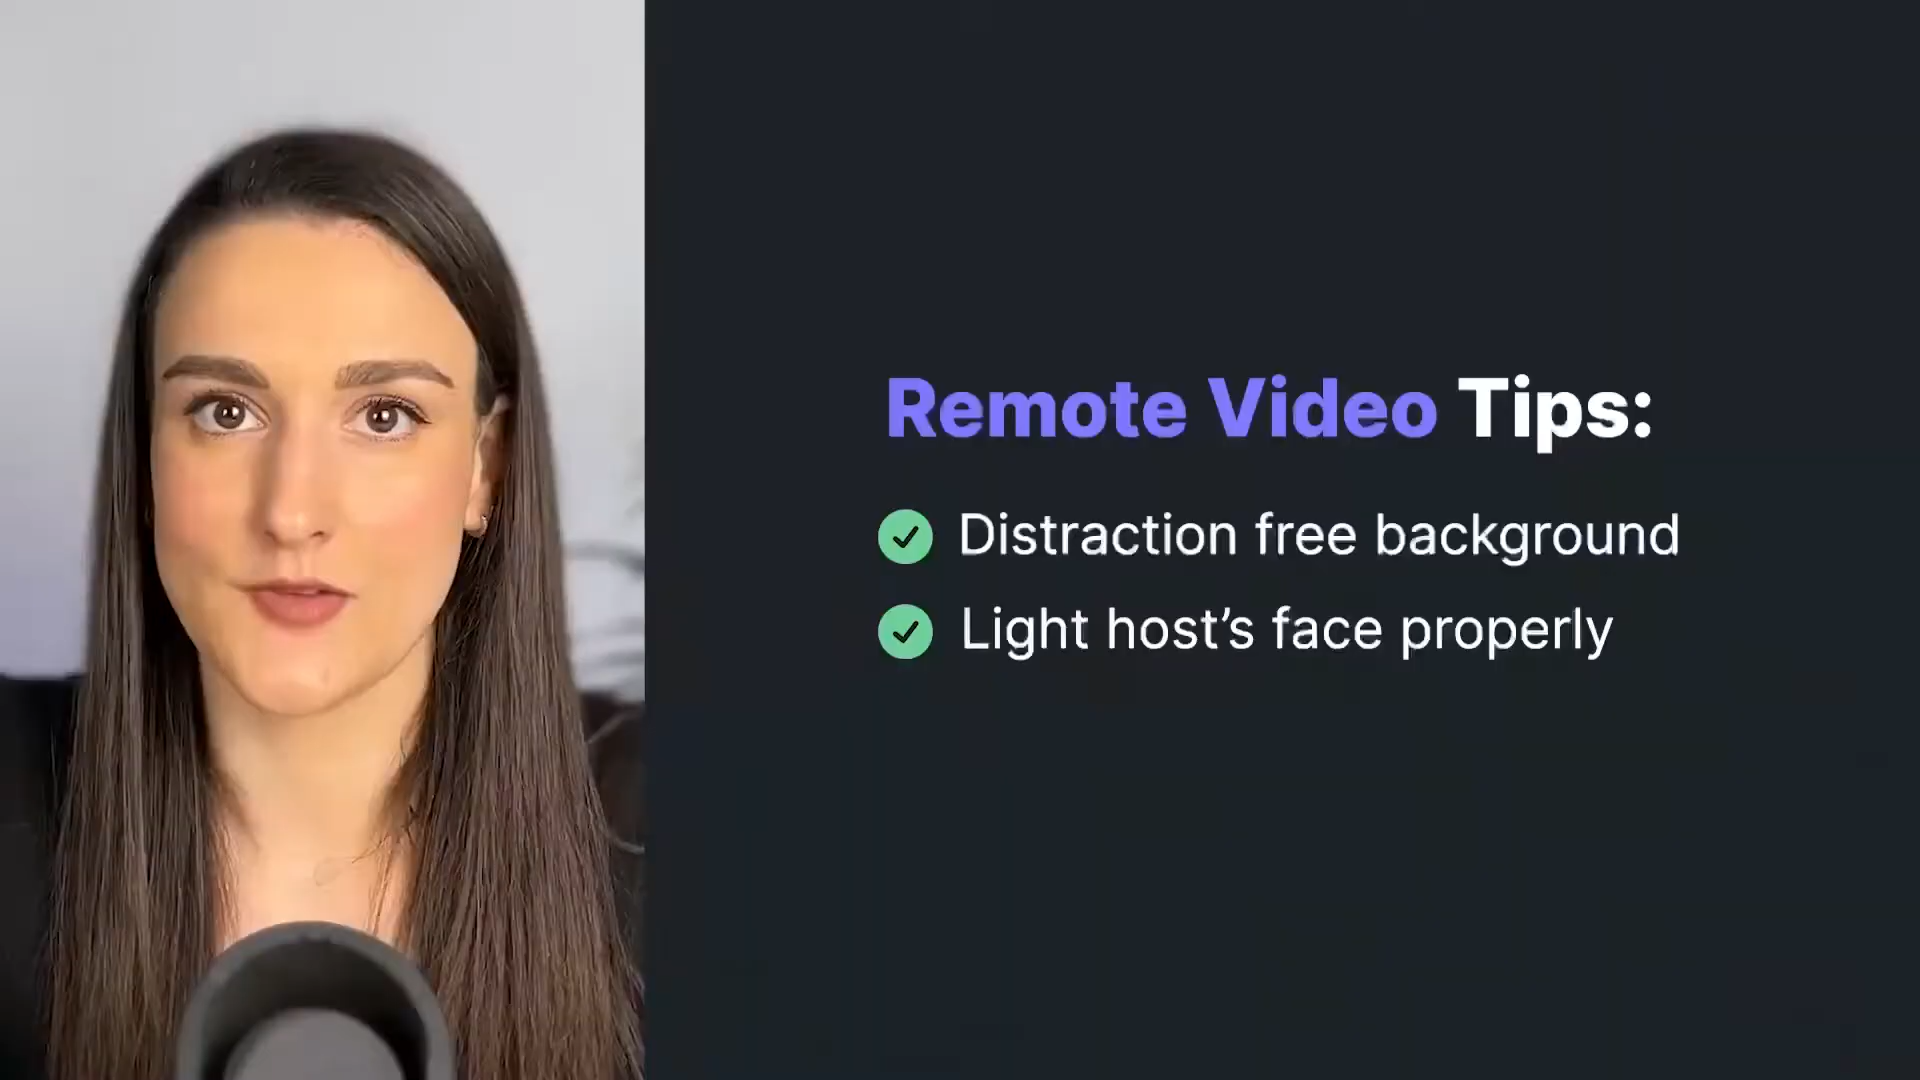 Remote Video Tips:
Distraction free background
Light host’s face properly